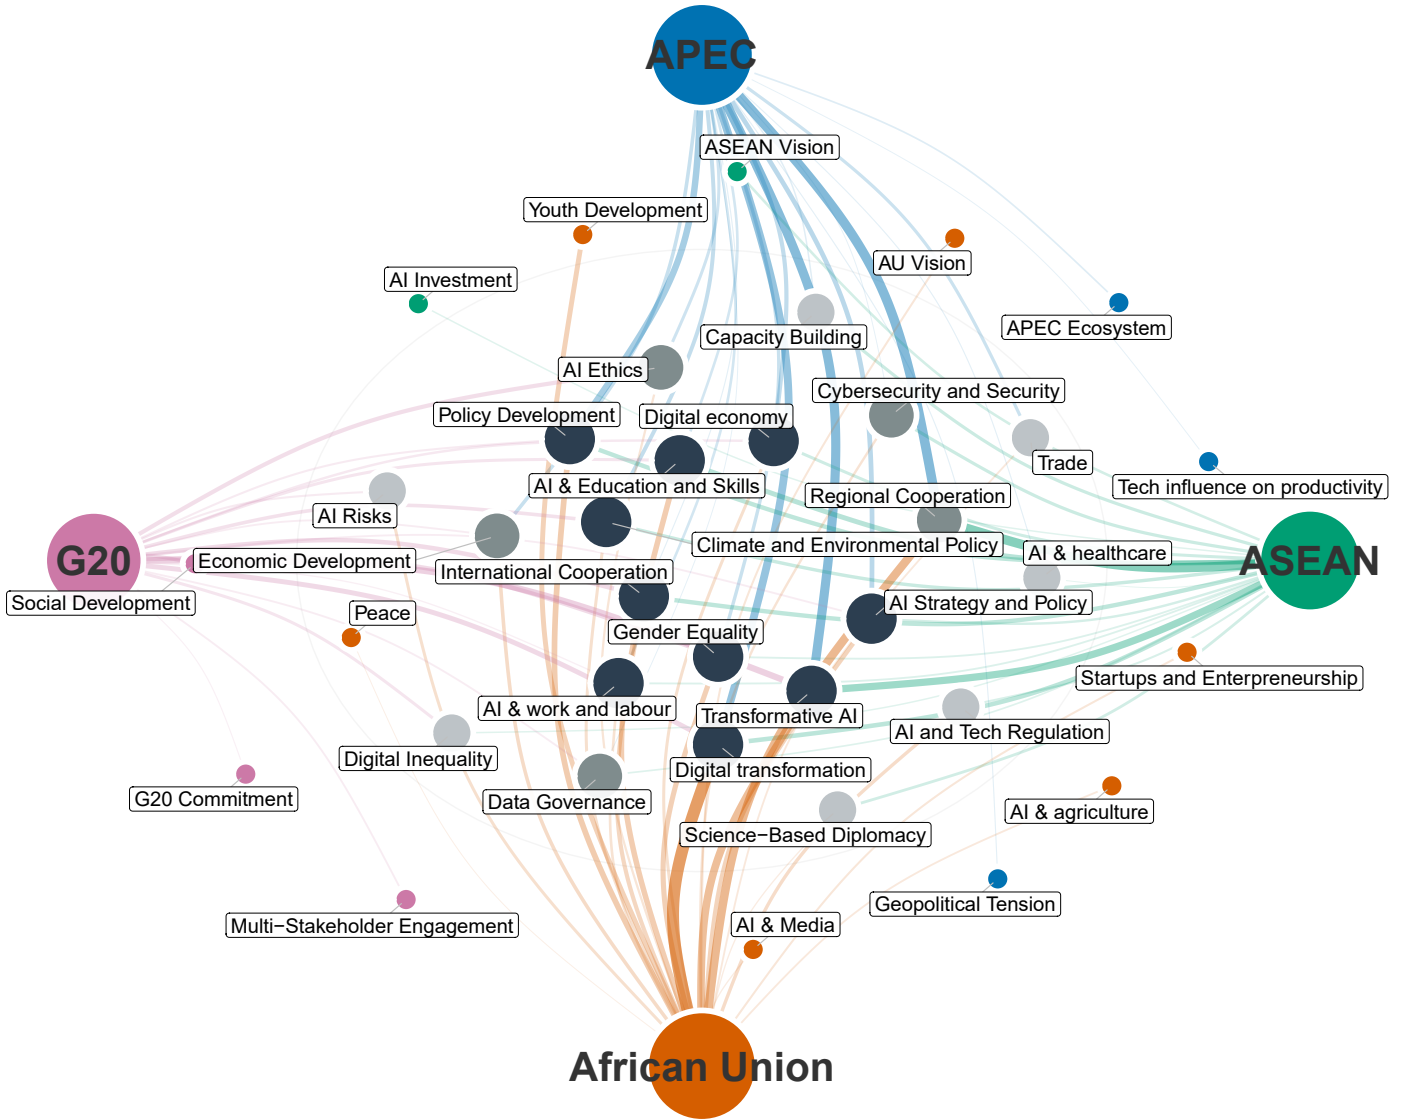 APEC
ASEAN Vision
Youth Development
AU Vision
AI Investment
APEC Ecosystem
Capacity Building
AI Ethics
Cybersecurity and Security
Policy Development
Digital economy
Trade
AI & Education and Skills
Tech influence on productivity
Regional Cooperation
AI Risks
Climate and Environmental Policy
AI & healthcare
G20
Economic Development
ASEAN
International Cooperation
Social Development
AI Strategy and Policy
Peace
Gender Equality
Startups and Enterpreneurship
AI & work and labour
Transformative AI
AI and Tech Regulation
Digital Inequality
Digital transformation
G20 Commitment
Data Governance
AI & agriculture
Science−Based Diplomacy
Geopolitical Tension
Multi−Stakeholder Engagement
AI & Media
African Union